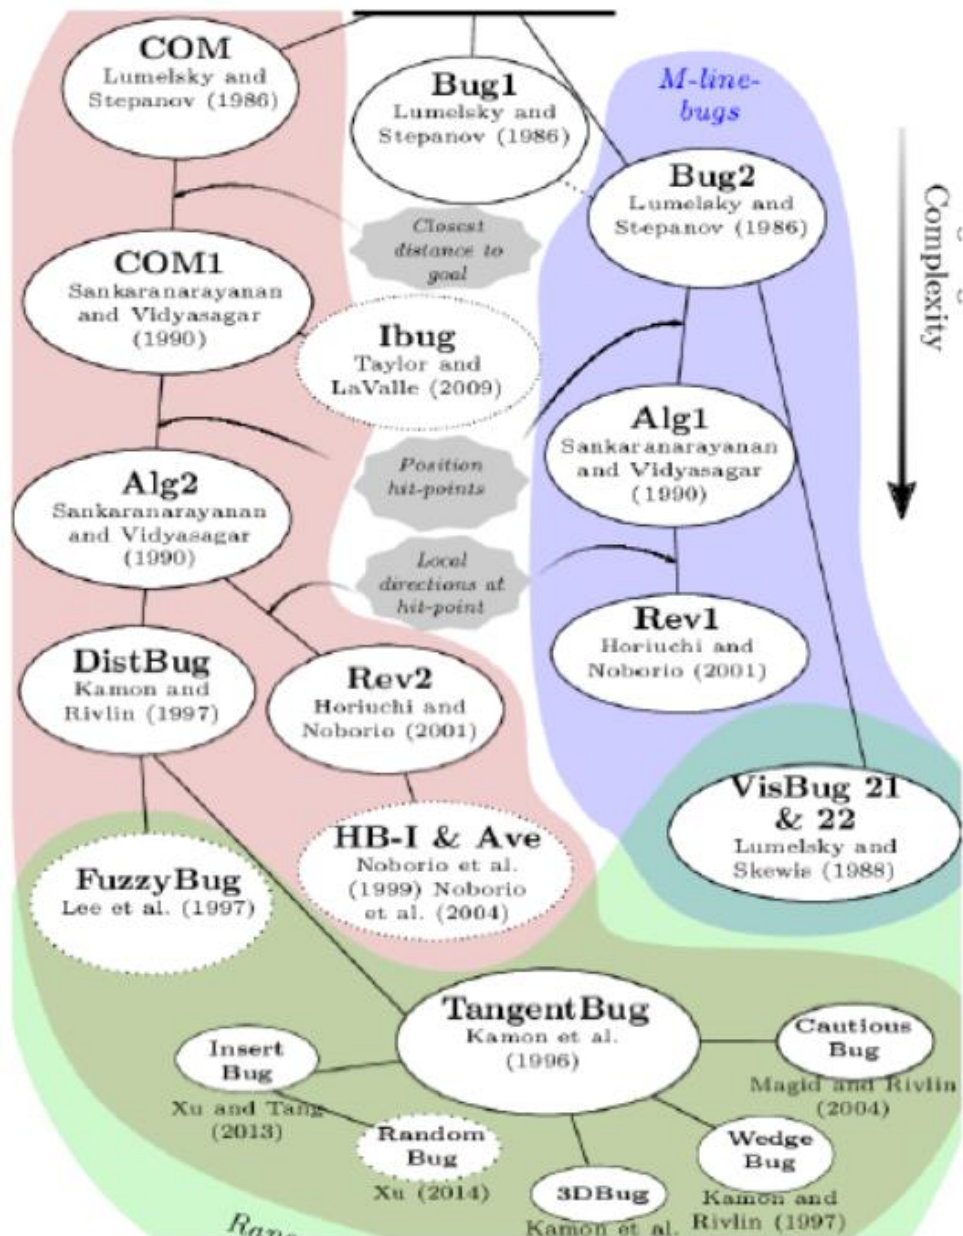 COM
Lumelsky and
Stepanov (1986)
Bug1
Lumelsky and
Stepanov (1986)
M-line-
bugs
Bug2
Lumelsky and
Stepanov (1986)
Complexity
Closest
distance to
goal
COM1
Sankaranarayanan
and Vidyasagar
(1990)
Ibug
Taylor and
LaValle (2009)
Alg1
Sankaranarayanan
and Vidyasagar
(1990)
Position
hit-points
Alg2
Sankaranarayanan
and Vidyasagar
(1990)
Local
directions at
hit-point
Rev1
Horiuchi and
Noborio (2001)
DistBug
Kamon and
Rivlin (1997)
Rev2
Horiuchi and
Noborio (2001)
VisBug 21
& 22
Lumelsky and
Skewis (1988)
HB-I & Ave
Noborio et al.
(1999) Noborio
et al. (2004)
FuzzyBug
Lee et al. (1997)
TangentBug
Kamon et al.
(1996)
Cautious
Bug
Magid and Rivlin
(2004)
Insert
Bug
Xu and Tang
(2013)
Random
Bug
Xu (2014)
3DBug
Kamon et al.
Wedge
Bug
Kamon and
Rivlin (1997)